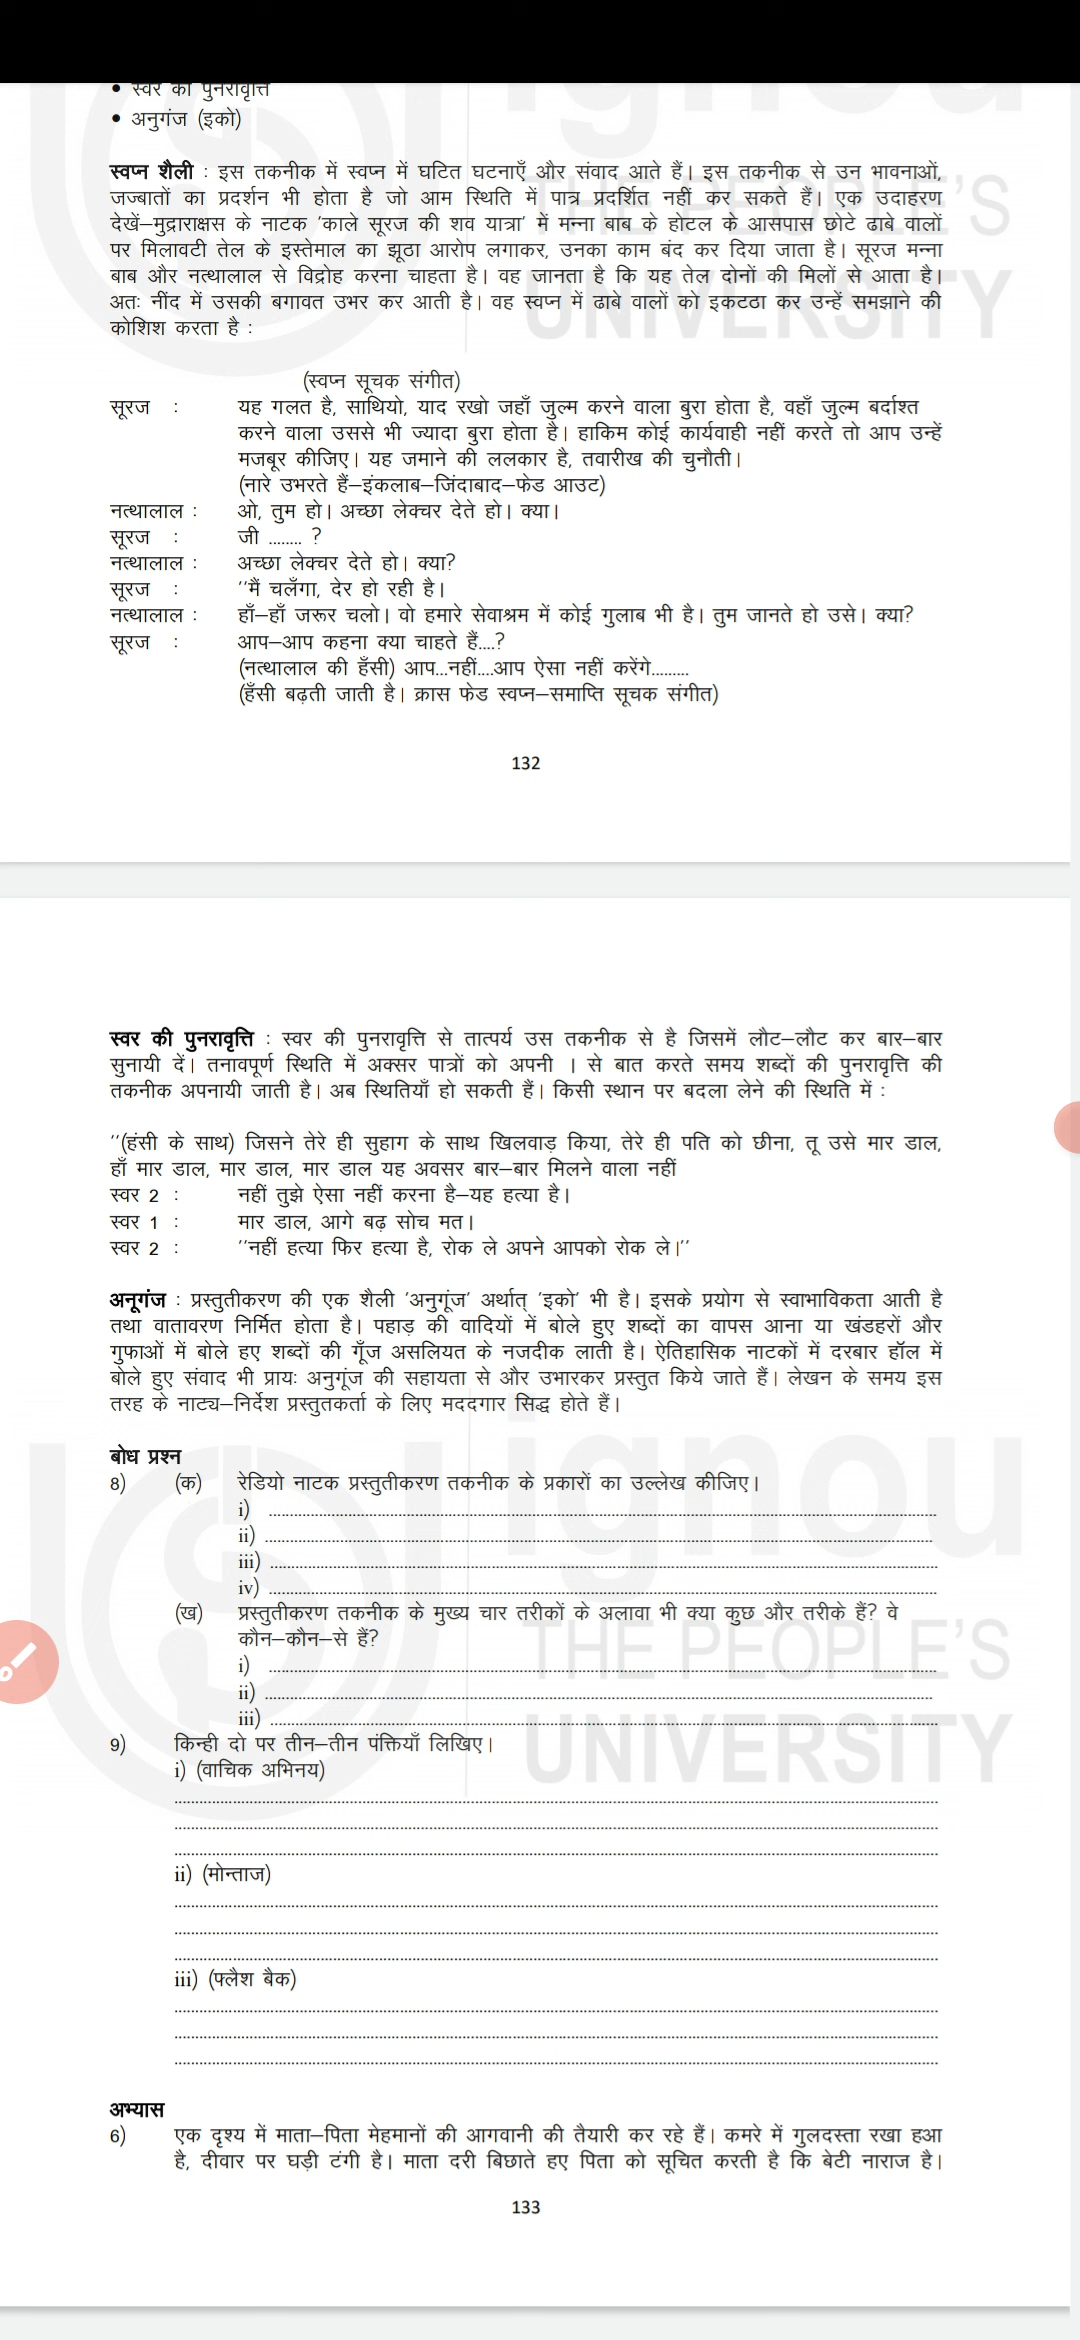 • स्वर की पुनरावृत्ति
• अनुगंज (इको)
स्वप्न शैली : इस तकनीक में स्वप्न में घटित घटनाएँ और संवाद आते हैं। इस तकनीक से उन भावनाओं,
जज्बातों का प्रदर्शन भी होता है जो आम स्थिति में पात्र प्रदर्शित नहीं कर सकते हैं। एक उदाहरण
देखें–मुद्राराक्षस के नाटक 'काले सूरज की शव यात्रा' में मन्ना बाब के होटल के आसपास छोटे ढाबे वालों
पर मिलावटी तेल के इस्तेमाल का झूठा आरोप लगाकर, उनका काम बंद कर दिया जाता है। सूरज मन्ना
बाब और नत्थालाल से विद्रोह करना चाहता है। वह जानता है कि यह तेल दोनों की मिलों से आता है।
अतः नींद में उसकी बगावत उभर कर आती है। वह स्वप्न में ढाबे वालों को इकटठा कर उन्हें समझाने की
कोशिश करता है :
(स्वप्न सूचक संगीत)
सूरज : यह गलत है, साथियो, याद रखो जहाँ जुल्म करने वाला बुरा होता है, वहाँ जुल्म बर्दाश्त
करने वाला उससे भी ज्यादा बुरा होता है। हाकिम कोई कार्यवाही नहीं करते तो आप उन्हें
मजबूर कीजिए। यह जमाने की ललकार है, तवारीख की चुनौती।
(नारे उभरते हैं–इंकलाब–जिंदाबाद–फेड आउट)
नत्थालाल : ओ, तुम हो। अच्छा लेक्चर देते हो। क्या।
सूरज : जी ........ ?
नत्थालाल : अच्छा लेक्चर देते हो। क्या?
सूरज : ''मैं चलँगा, देर हो रही है।
नत्थालाल : हाँ–हाँ जरूर चलो। वो हमारे सेवाश्रम में कोई गुलाब भी है। तुम जानते हो उसे। क्या?
सूरज : आप–आप कहना क्या चाहते हैं....?
(नत्थालाल की हँसी) आप...नहीं....आप ऐसा नहीं करेंगे.........
(हँसी बढ़ती जाती है। क्रास फेड स्वप्न–समाप्ति सूचक संगीत)
132
स्वर की पुनरावृत्ति : स्वर की पुनरावृत्ति से तात्पर्य उस तकनीक से है जिसमें लौट–लौट कर बार–बार
सुनायी दें। तनावपूर्ण स्थिति में अक्सर पात्रों को अपनी । से बात करते समय शब्दों की पुनरावृत्ति की
तकनीक अपनायी जाती है। अब स्थितियाँ हो सकती हैं। किसी स्थान पर बदला लेने की स्थिति में :
''(हंसी के साथ) जिसने तेरे ही सुहाग के साथ खिलवाड़ किया, तेरे ही पति को छीना, तू उसे मार डाल,
हाँ मार डाल, मार डाल, मार डाल यह अवसर बार–बार मिलने वाला नहीं
स्वर 2 : नहीं तुझे ऐसा नहीं करना है–यह हत्या है।
स्वर 1 : मार डाल, आगे बढ़ सोच मत।
स्वर 2 : ''नहीं हत्या फिर हत्या है, रोक ले अपने आपको रोक ले।''
अनूगंज : प्रस्तुतीकरण की एक शैली 'अनुगूंज' अर्थात् 'इको' भी है। इसके प्रयोग से स्वाभाविकता आती है
तथा वातावरण निर्मित होता है। पहाड़ की वादियों में बोले हुए शब्दों का वापस आना या खंडहरों और
गुफाओं में बोले हए शब्दों की गूँज असलियत के नजदीक लाती है। ऐतिहासिक नाटकों में दरबार हॉल में
बोले हुए संवाद भी प्रायः अनुगूंज की सहायता से और उभारकर प्रस्तुत किये जाते हैं। लेखन के समय इस
तरह के नाट्य–निर्देश प्रस्तुतकर्ता के लिए मददगार सिद्ध होते हैं।
बोध प्रश्न
8) (क) रेडियो नाटक प्रस्तुतीकरण तकनीक के प्रकारों का उल्लेख कीजिए।
i)
ii)
iii)
iv)
(ख) प्रस्तुतीकरण तकनीक के मुख्य चार तरीकों के अलावा भी क्या कुछ और तरीके हैं? वे
कौन–कौन–से हैं?
i)
ii)
iii)
9) किन्ही दो पर तीन–तीन पंक्तियाँ लिखिए।
i) (वाचिक अभिनय)
ii) (मोन्ताज)
iii) (फ्लैश बैक)
अभ्यास
6) एक दृश्य में माता–पिता मेहमानों की आगवानी की तैयारी कर रहे हैं। कमरे में गुलदस्ता रखा हआ
है, दीवार पर घड़ी टंगी है। माता दरी बिछाते हए पिता को सूचित करती है कि बेटी नाराज है।
133
ignou
THE PEOPLE'S
UNIVERSITY
ignou
THE PEOPLE'S
UNIVERSITY